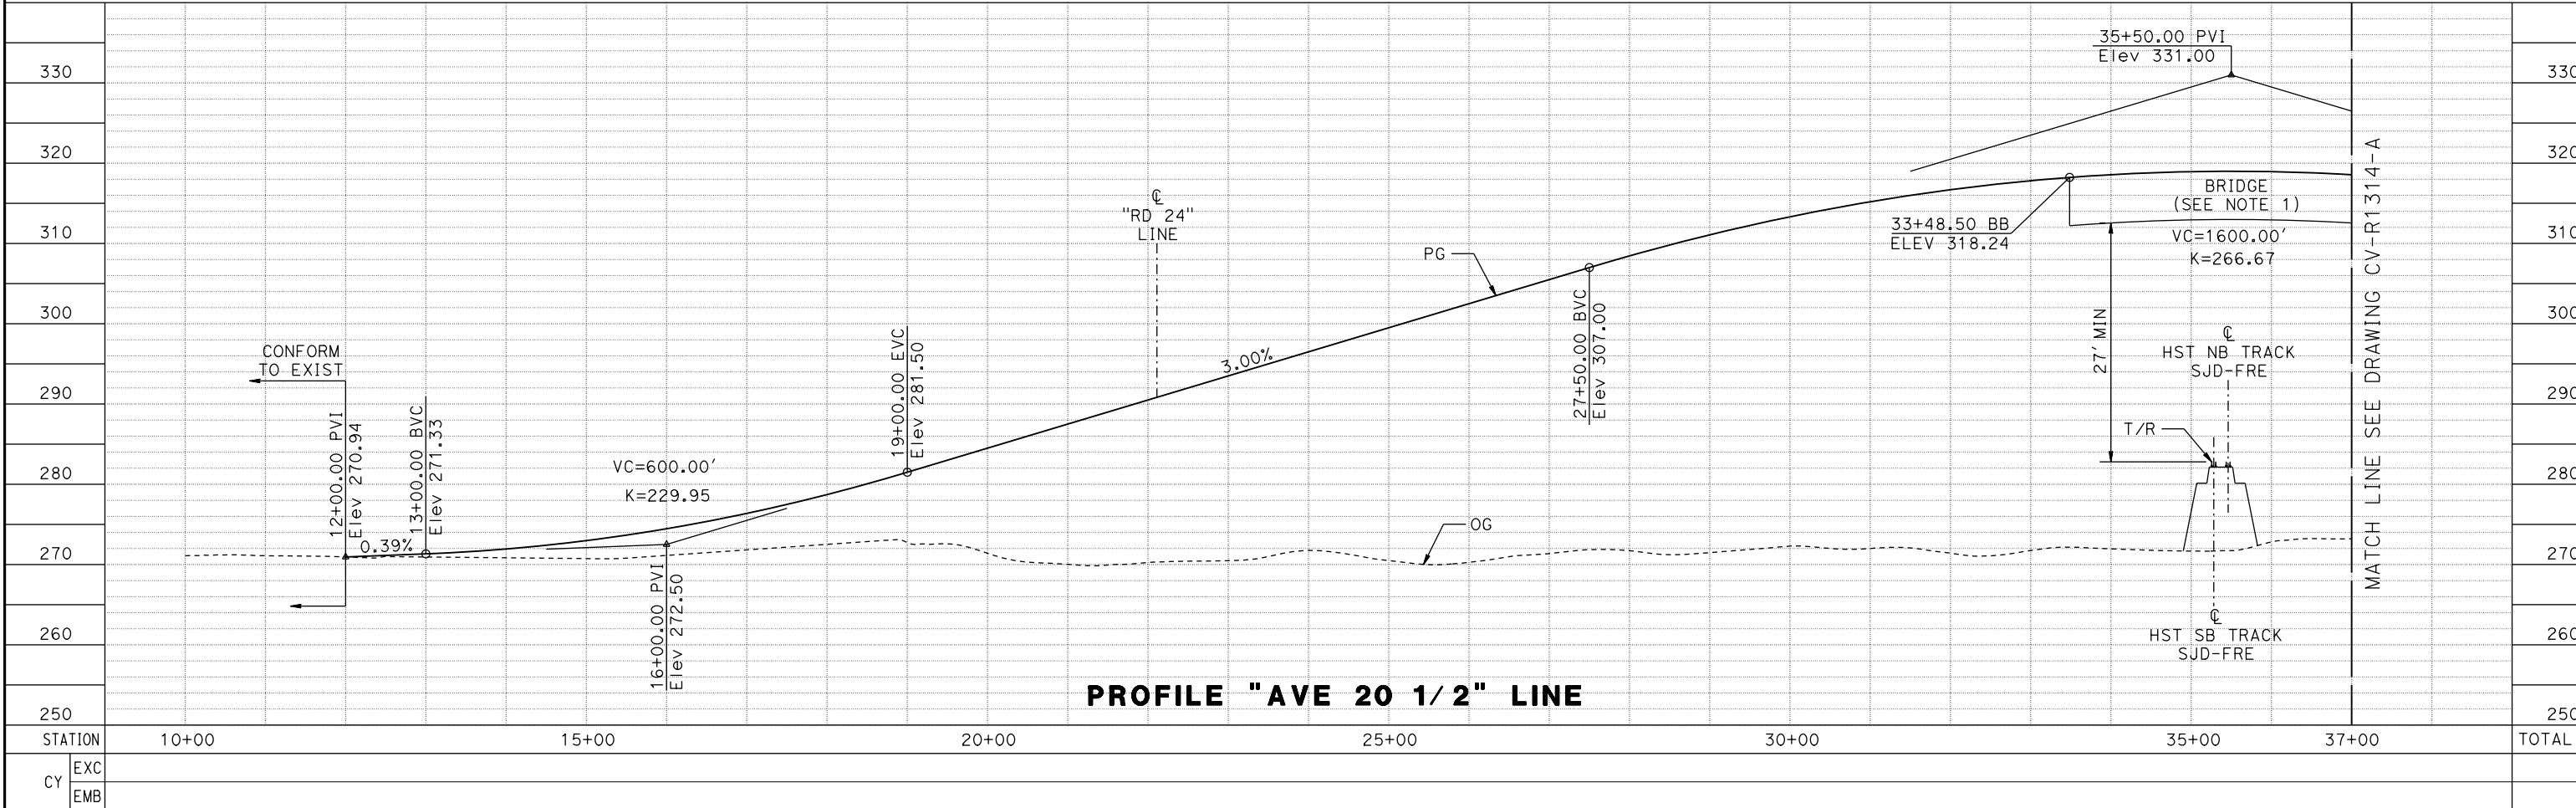 35+50.00 PVI
Elev 331.00
330
330
320
320
310
310
300
300
290
290
280
280
270
270
260
260
250
250
℄
"RD 24"
LINE
BRIDGE
(SEE NOTE 1)
33+48.50 BB
ELEV 318.24
VC=1600.00'
K=266.67
PG
27+50.00 BVC
Elev 307.00
27' MIN
℄
HST NB TRACK
SJD-FRE
T/R
MATCH LINE SEE DRAWING CV-R1314-A
CONFORM
TO EXIST
12+00.00 PVI
Elev 270.94
0.39%
13+00.00 BVC
Elev 271.33
VC=600.00'
K=229.95
19+00.00 EVC
Elev 281.50
3.00%
OG
16+00.00 PVI
Elev 272.50
℄
HST SB TRACK
SJD-FRE
PROFILE "AVE 20 1/2" LINE
STATION 10+00 15+00 20+00 25+00 30+00 35+00 37+00 TOTAL
CY
EXC
EMB